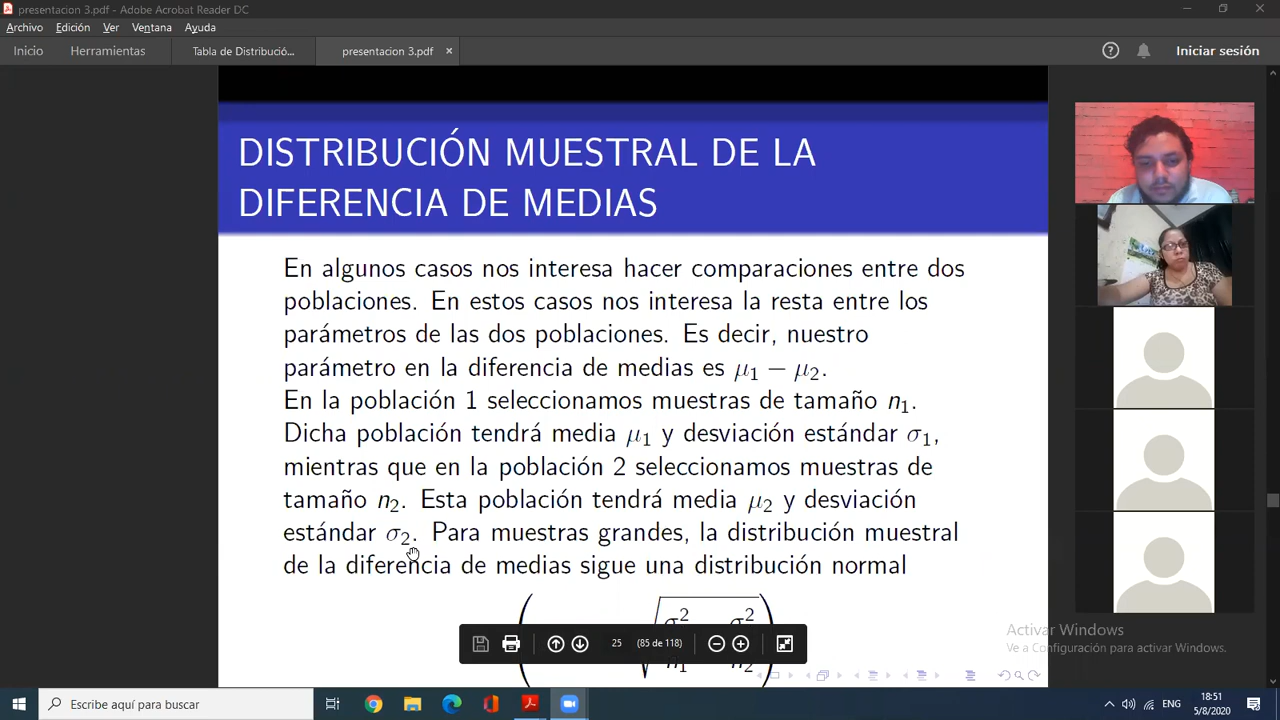 presentacion 3.pdf - Adobe Acrobat Reader DC
Archivo Edición Ver Ventana Ayuda
Inicio Herramientas Tabla de Distribució... presentacion 3.pdf × Iniciar sesión
DISTRIBUCIÓN MUESTRAL DE LA
DIFERENCIA DE MEDIAS
En algunos casos nos interesa hacer comparaciones entre dos
poblaciones. En estos casos nos interesa la resta entre los
parámetros de las dos poblaciones. Es decir, nuestro
parámetro en la diferencia de medias es μ₁ − μ₂.
En la población 1 seleccionamos muestras de tamaño n₁.
Dicha población tendrá media μ₁ y desviación estándar σ₁,
mientras que en la población 2 seleccionamos muestras de
tamaño n₂. Esta población tendrá media μ₂ y desviación
estándar σ₂. Para muestras grandes, la distribución muestral
de la diferencia de medias sigue una distribución normal
25 (85 de 118)
Activar Windows
Ve a Configuración para activar Windows.
Escribe aquí para buscar
ENG
18:51
5/8/2020